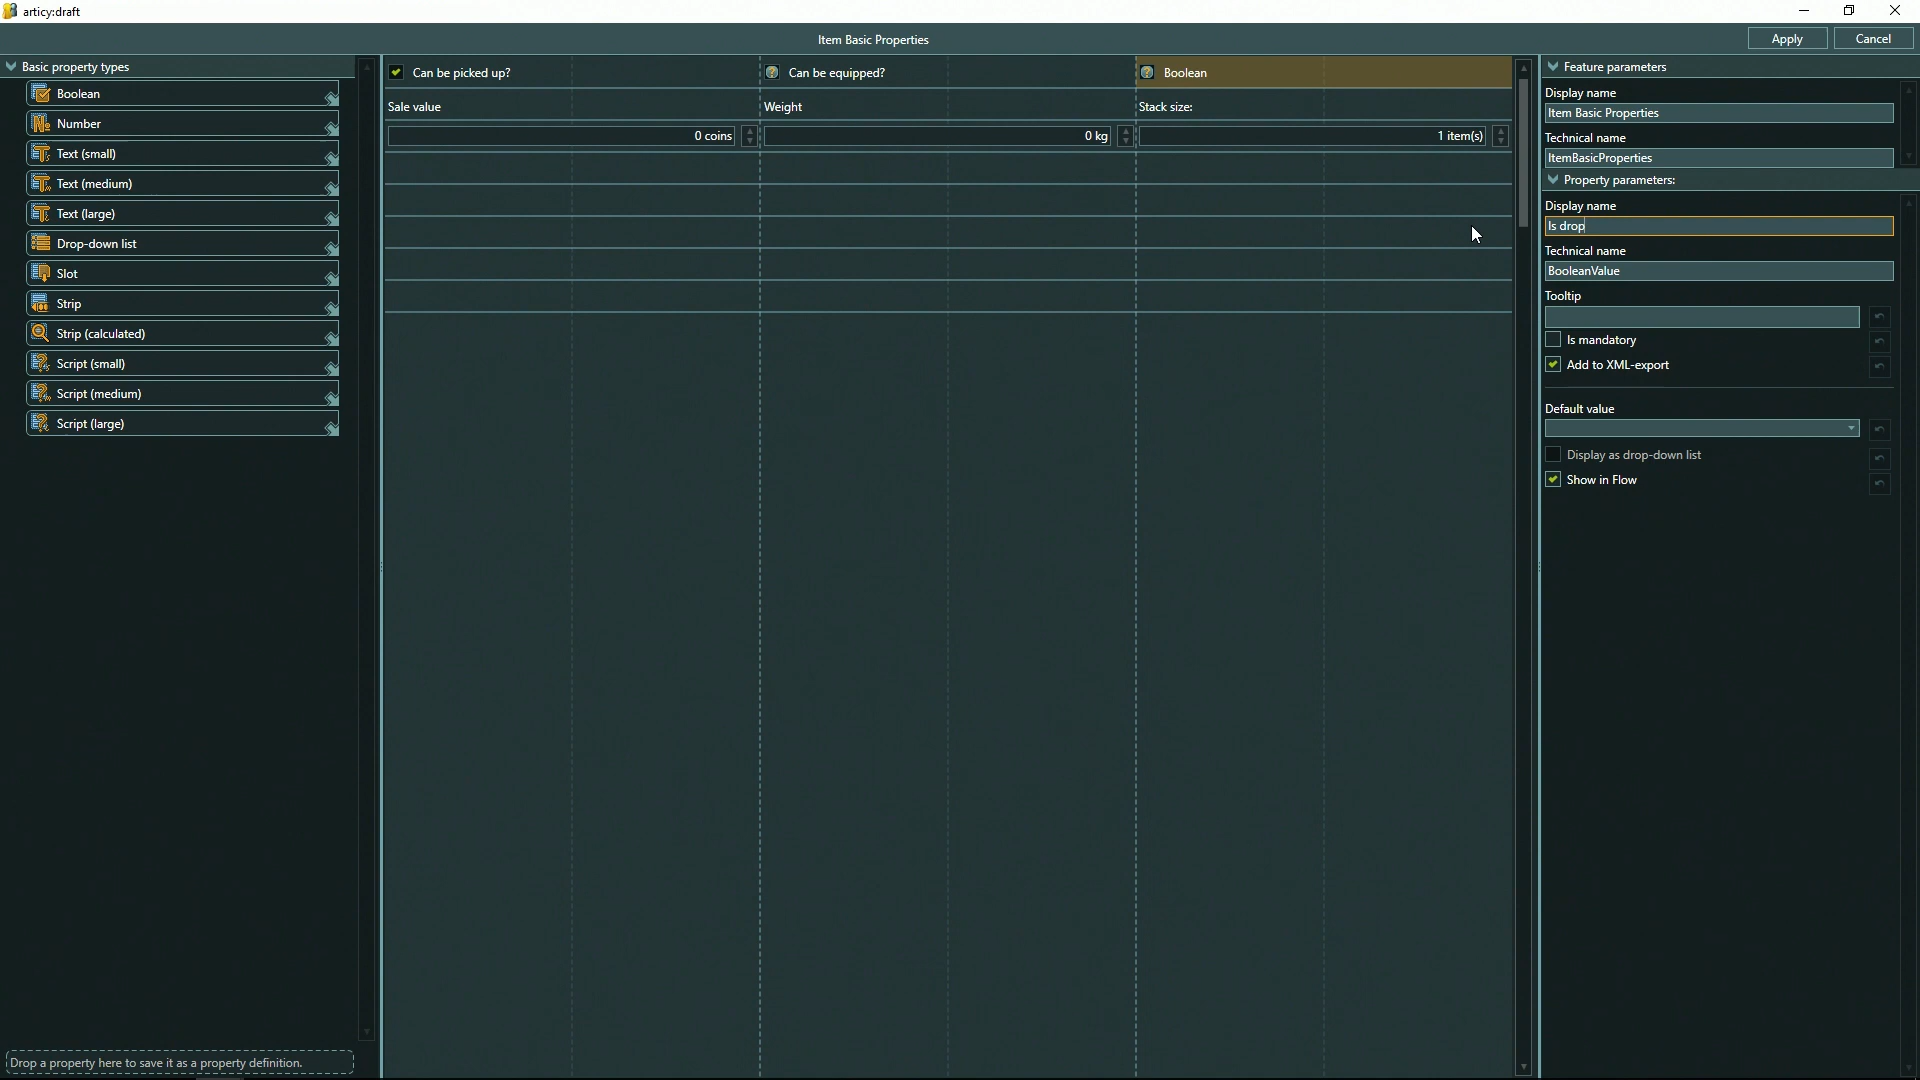 articy:draft
Item Basic Properties
Apply
Cancel
Basic property types
Boolean
Number
Text (small)
Text (medium)
Text (large)
Drop-down list
Slot
Strip
Strip (calculated)
Script (small)
Script (medium)
Script (large)
Drop a property here to save it as a property definition.
Can be picked up?
Can be equipped?
Boolean
Sale value
Weight
Stack size:
0 coins
0 kg
1 item(s)
Feature parameters
Display name
Item Basic Properties
Technical name
ItemBasicProperties
Property parameters:
Display name
Is drop
Technical name
BooleanValue
Tooltip
Is mandatory
Add to XML-export
Default value
Display as drop-down list
Show in Flow